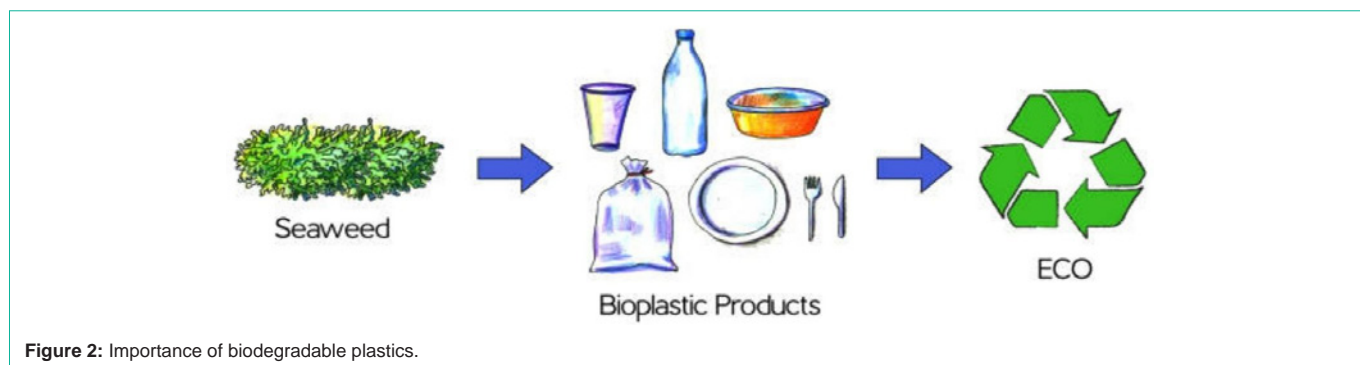 Seaweed
Bioplastic Products
ECO
Figure 2: Importance of biodegradable plastics.